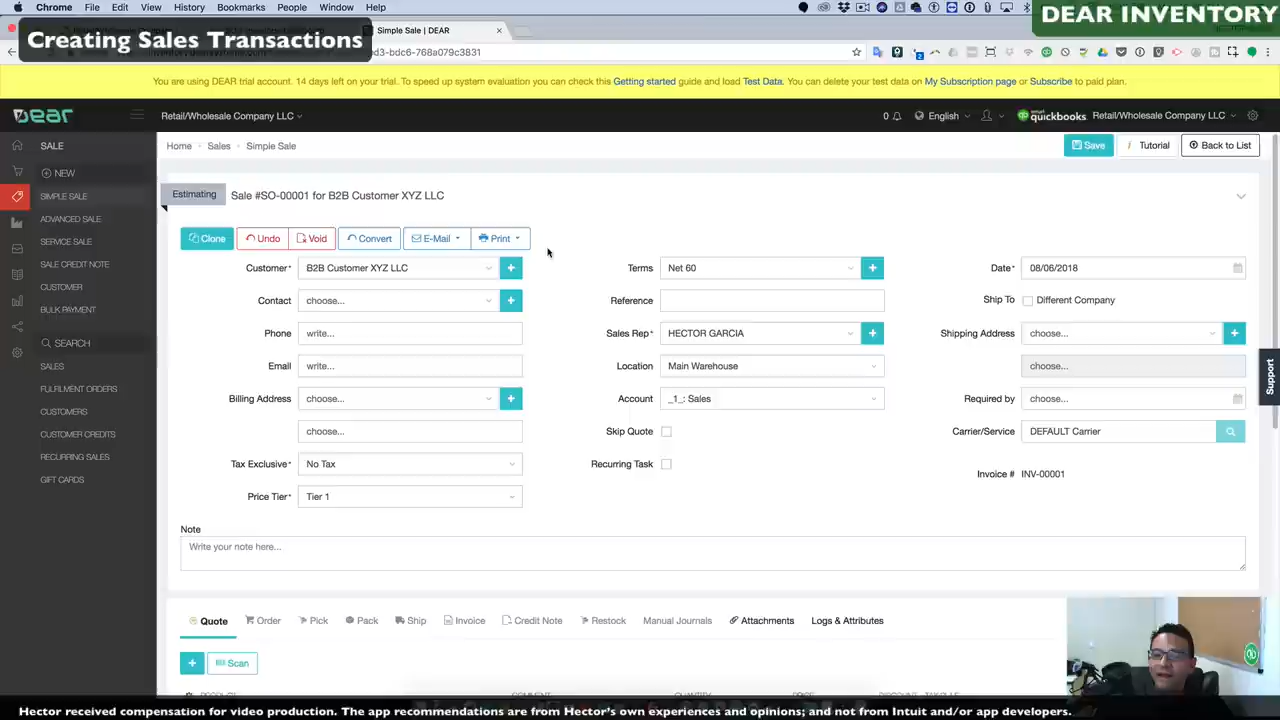 Chrome File Edit View History Bookmarks People Window Help
DEAR INVENTORY
Creating Sales Transactions
Simple Sale | DEAR
d3-bdc6-768a079c3831
You are using DEAR trial account. 14 days left on your trial. To speed up system evaluation you can check this Getting started guide and load Test Data. You can delete your test data on My Subscription page or Subscribe to paid plan.
DEAR
Retail/Wholesale Company LLC
0
English
quickbooks
Retail/Wholesale Company LLC
SALE
Home Sales Simple Sale
Save
Tutorial
Back to List
NEW
SIMPLE SALE
ADVANCED SALE
SERVICE SALE
SALE CREDIT NOTE
CUSTOMER
BULK PAYMENT
SEARCH
SALES
FULFILMENT ORDERS
CUSTOMERS
CUSTOMER CREDITS
RECURRING SALES
GIFT CARDS
Estimating
Sale #SO-00001 for B2B Customer XYZ LLC
Clone Undo Void Convert E-Mail Print
Customer* B2B Customer XYZ LLC
Terms Net 60
Date* 08/06/2018
Contact choose...
Reference
Ship To Different Company
Phone write...
Sales Rep* HECTOR GARCIA
Shipping Address choose...
Email write...
Location Main Warehouse
choose...
Billing Address choose...
Account _1_: Sales
Required by choose...
choose...
Skip Quote
Carrier/Service DEFAULT Carrier
Tax Exclusive* No Tax
Recurring Task
Invoice # INV-00001
Price Tier* Tier 1
Note
Write your note here...
Support
Quote Order Pick Pack Ship Invoice Credit Note Restock Manual Journals Attachments Logs & Attributes
Scan
PRODUCT COMMENT QUANTITY PRICE DISCOUNT
Hector received compensation for video production. The app recommendations are from Hector's own experiences and opinions; and not from Intuit and/or app developers.